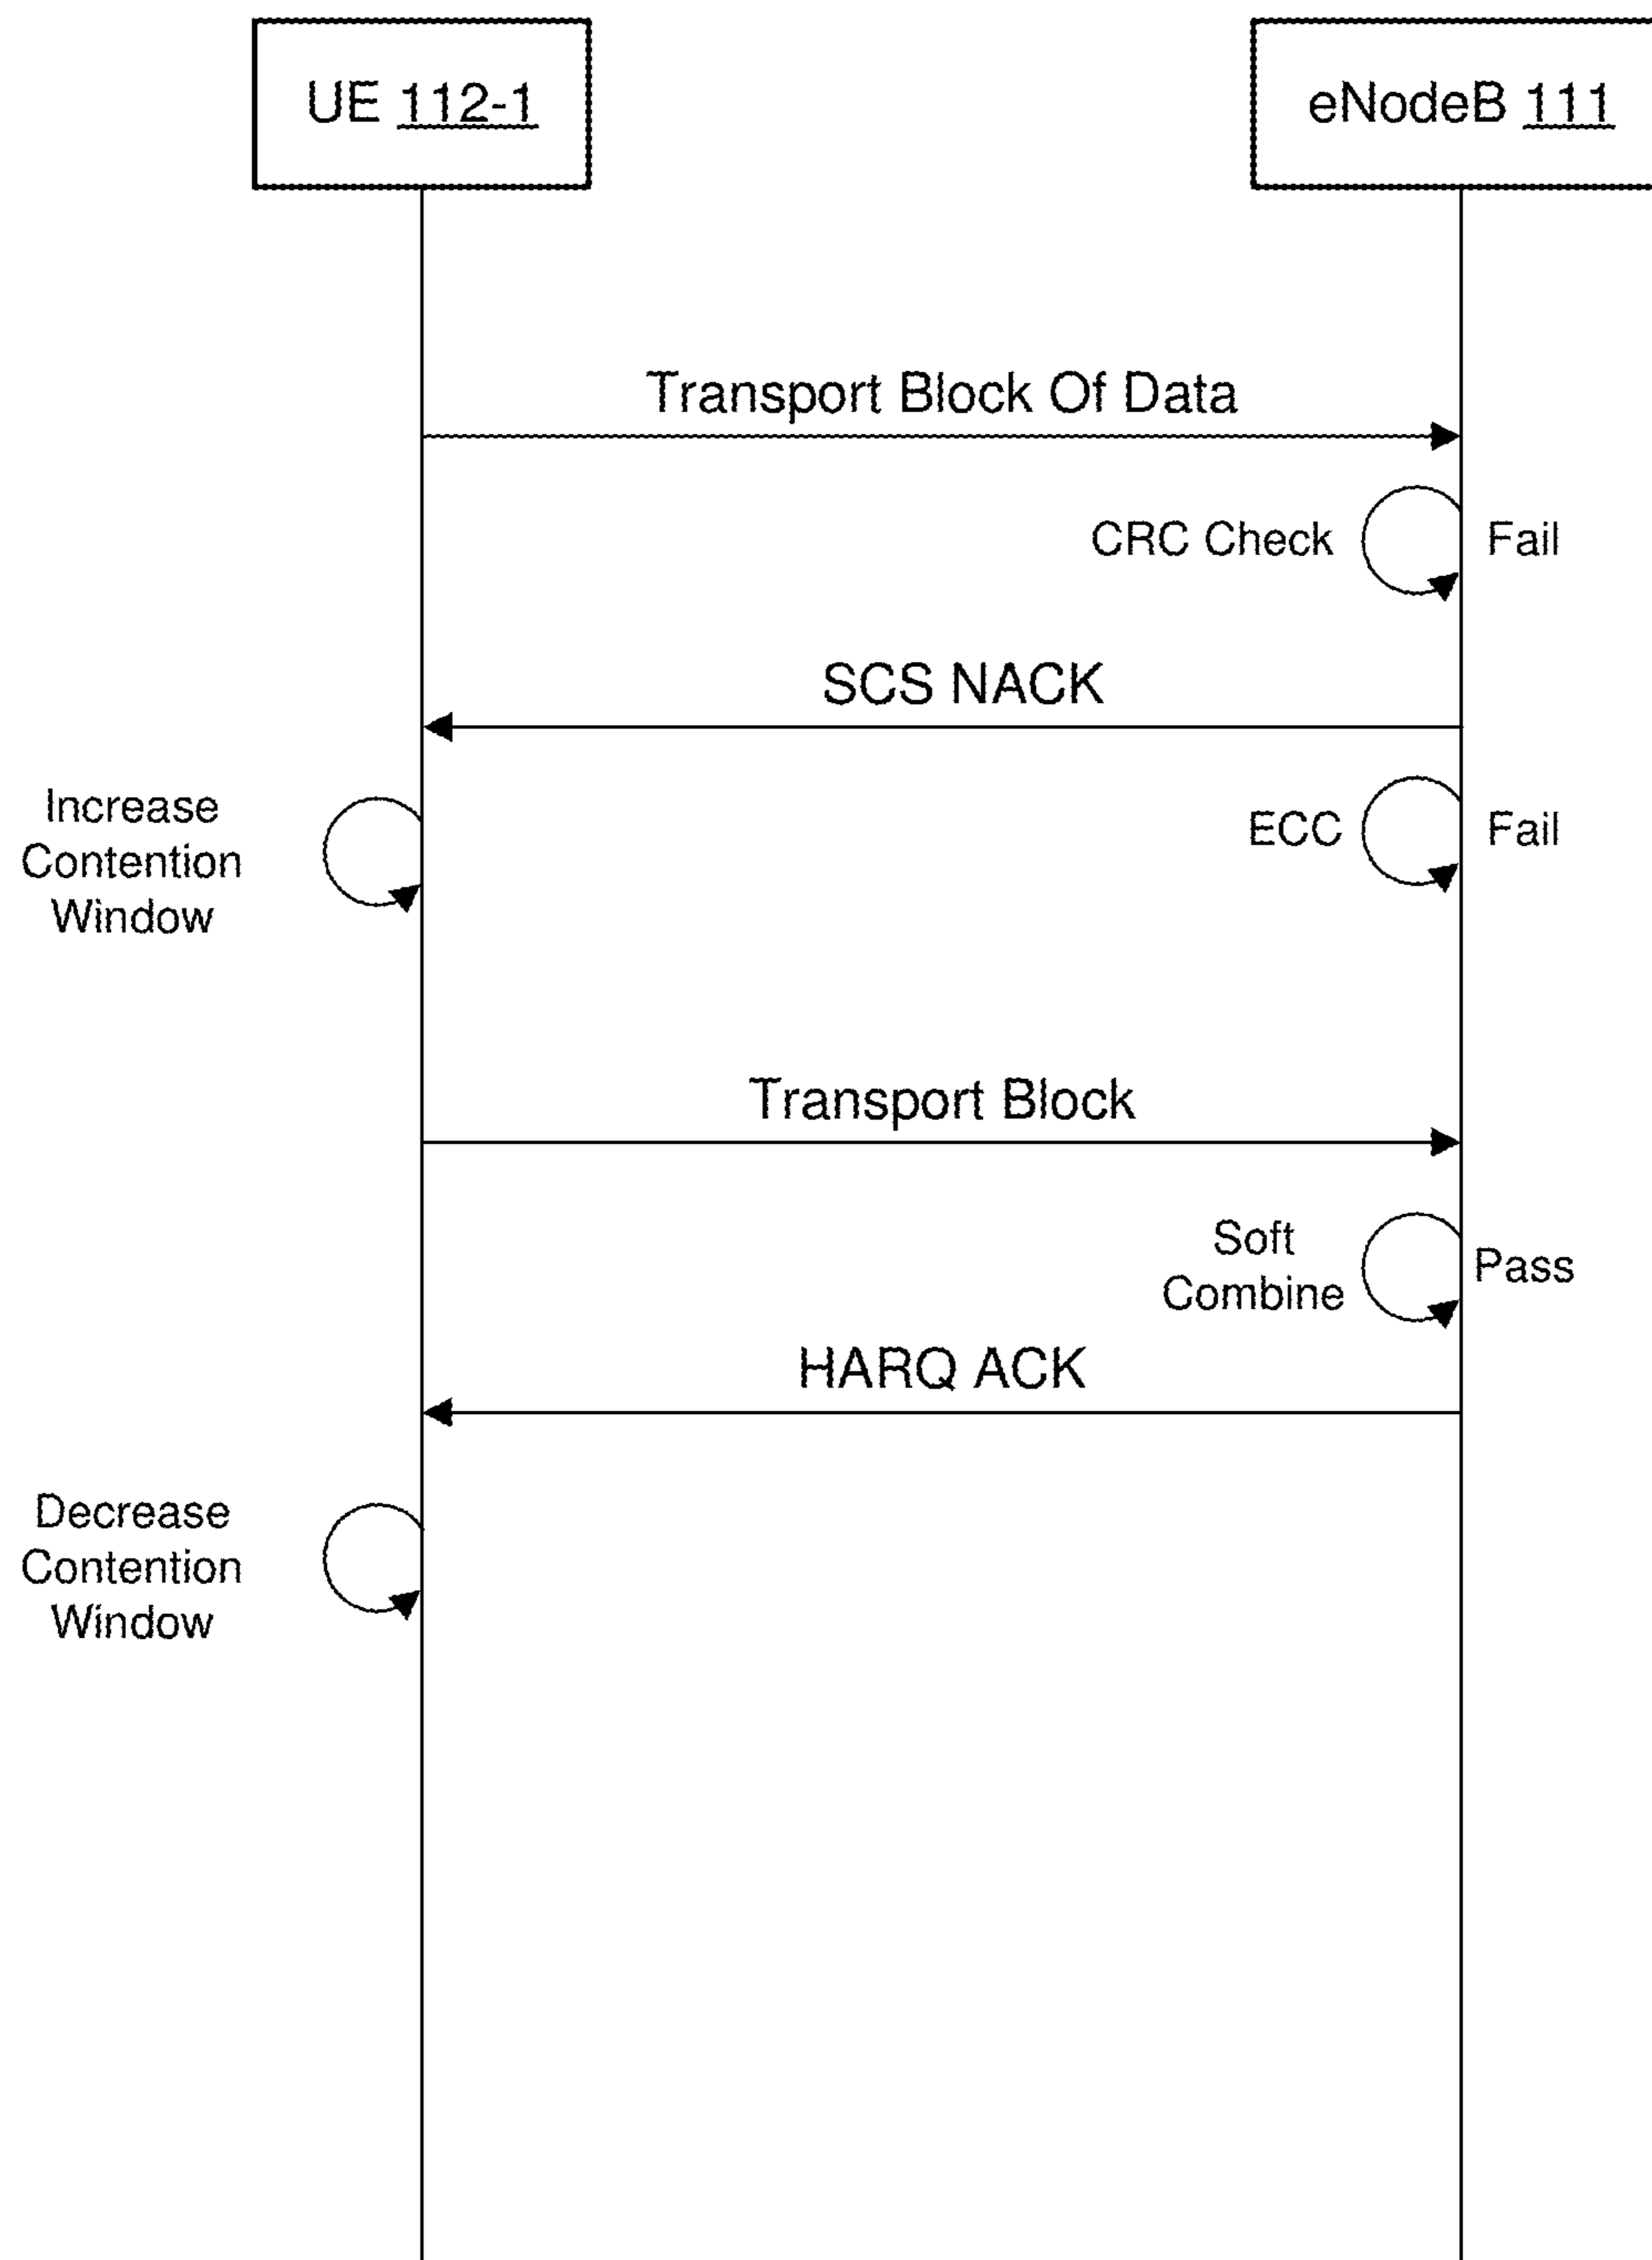 UE 112-1
eNodeB 111
Transport Block Of Data
CRC Check
Fail
SCS NACK
Increase
Contention
Window
ECC
Fail
Transport Block
Soft
Combine
Pass
HARQ ACK
Decrease
Contention
Window